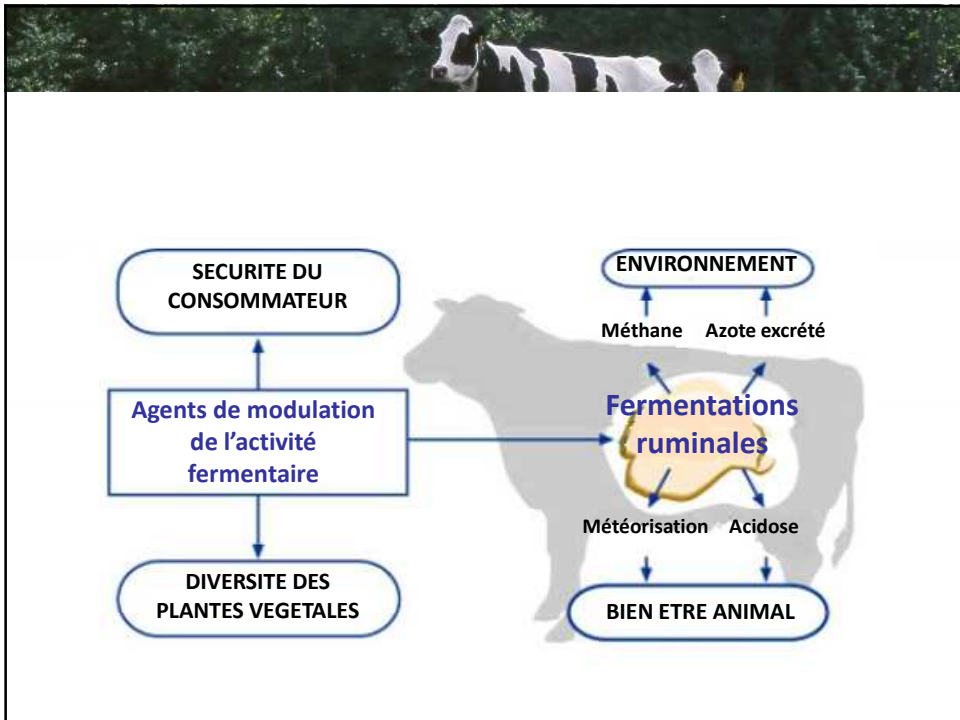 SÉCURITE DU
CONSOMMATEUR
Agents de modulation
de l'activité
fermentaire
DIVERSITE DES
PLANTES VEGETALES
ENVIRONNEMENT
Méthane Azote excrété
Fermentations
ruminales
Météorisation Acidose
BIEN ETRE ANIMAL